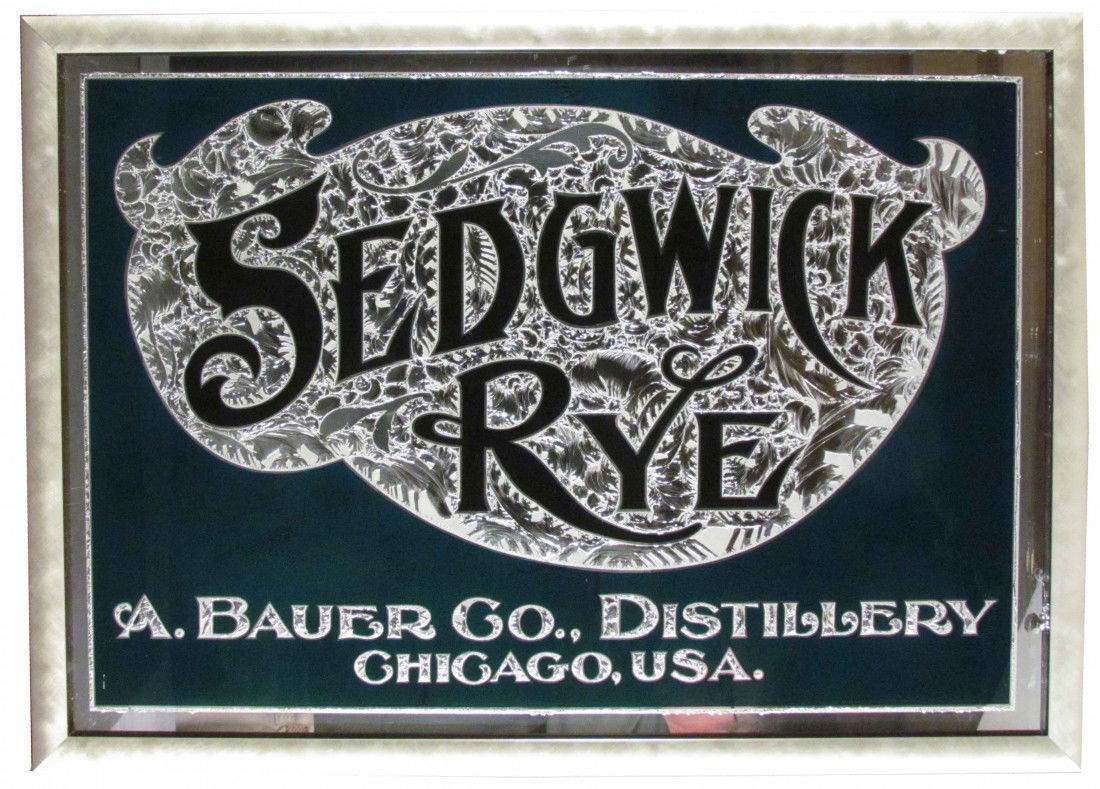 SEDGWICK
RYE
A. BAUER CO., DISTILLERY
CHICAGO, USA.